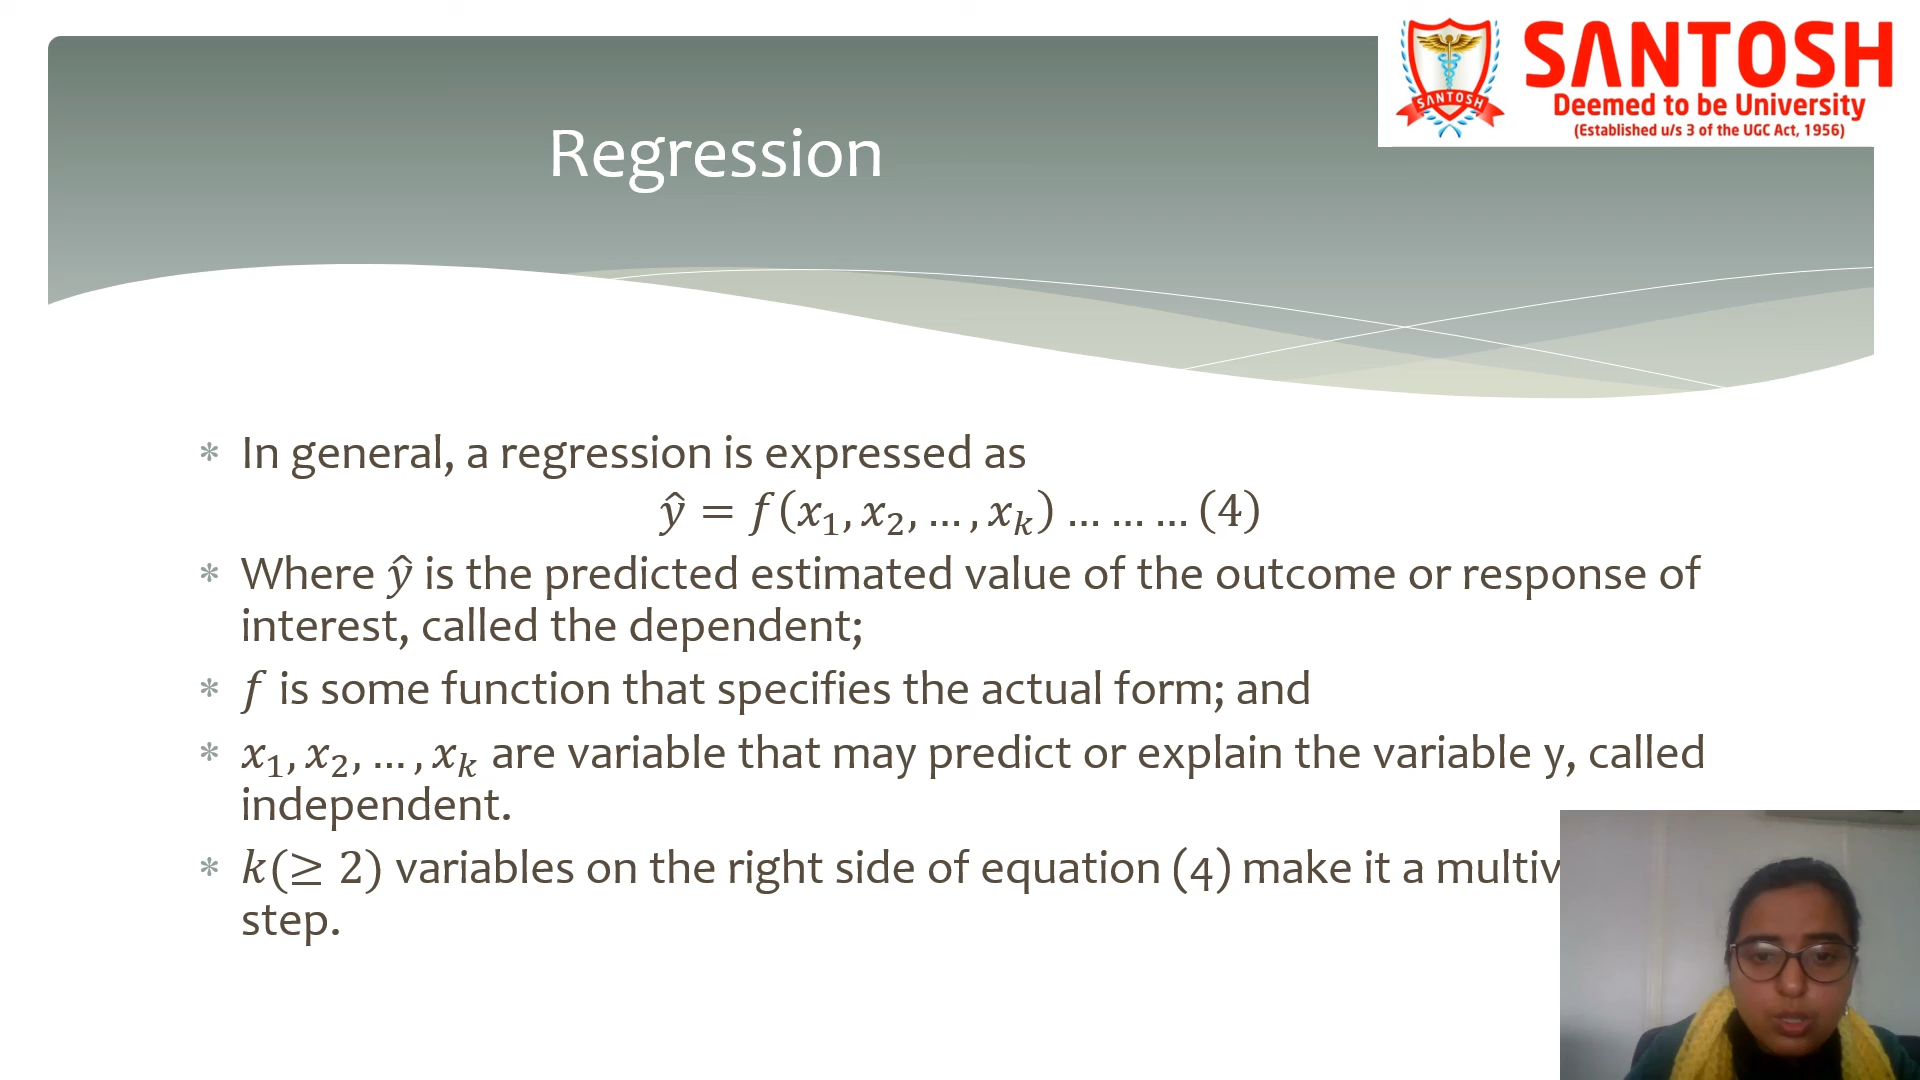 SANTOSH
SANTOSH
Deemed to be University
(Established u/s 3 of the UGC Act, 1956)
Regression
* In general, a regression is expressed as
ŷ = f(x₁, x₂, … , xₖ) … … … (4)
* Where ŷ is the predicted estimated value of the outcome or response of
interest, called the dependent;
* f is some function that specifies the actual form; and
* x₁, x₂, … , xₖ are variable that may predict or explain the variable y, called
independent.
* k(≥ 2) variables on the right side of equation (4) make it a
step.